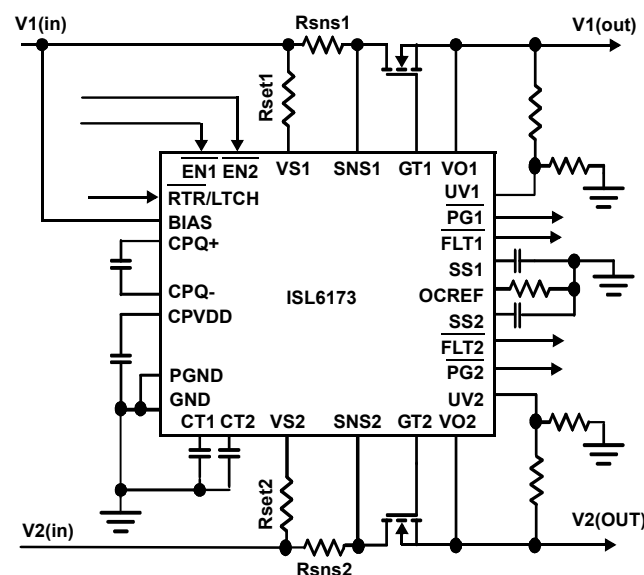 V1(in)
Rsns1
V1(out)
Rset1
EN1 EN2 VS1 SNS1 GT1 VO1
UV1
RTR/LTCH
PG1
BIAS
FLT1
CPQ+
SS1
CPQ-
ISL6173
OCREF
CPVDD
SS2
FLT2
PGND
PG2
GND
UV2
CT1 CT2 VS2 SNS2 GT2 VO2
Rset2
V2(in)
V2(OUT)
Rsns2